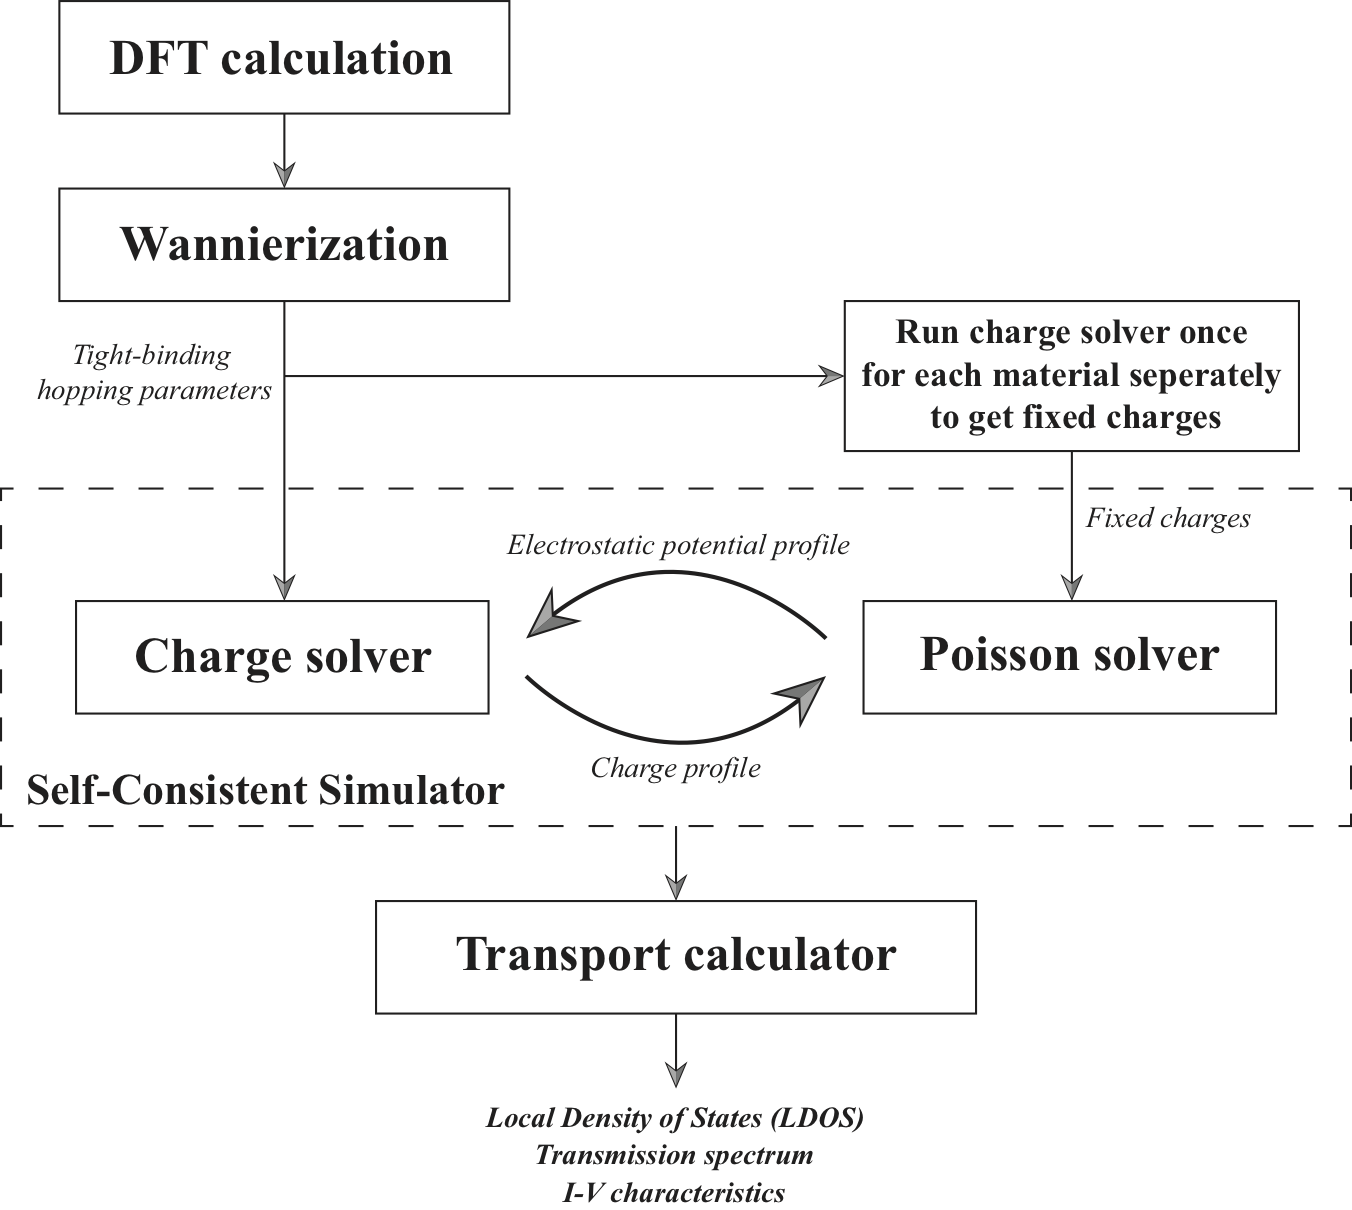 DFT calculation
Wannierization
Tight-binding
hopping parameters
Run charge solver once
for each material seperately
to get fixed charges
Fixed charges
Electrostatic potential profile
Charge solver
Poisson solver
Charge profile
Self-Consistent Simulator
Transport calculator
Local Density of States (LDOS)
Transmission spectrum
I-V characteristics